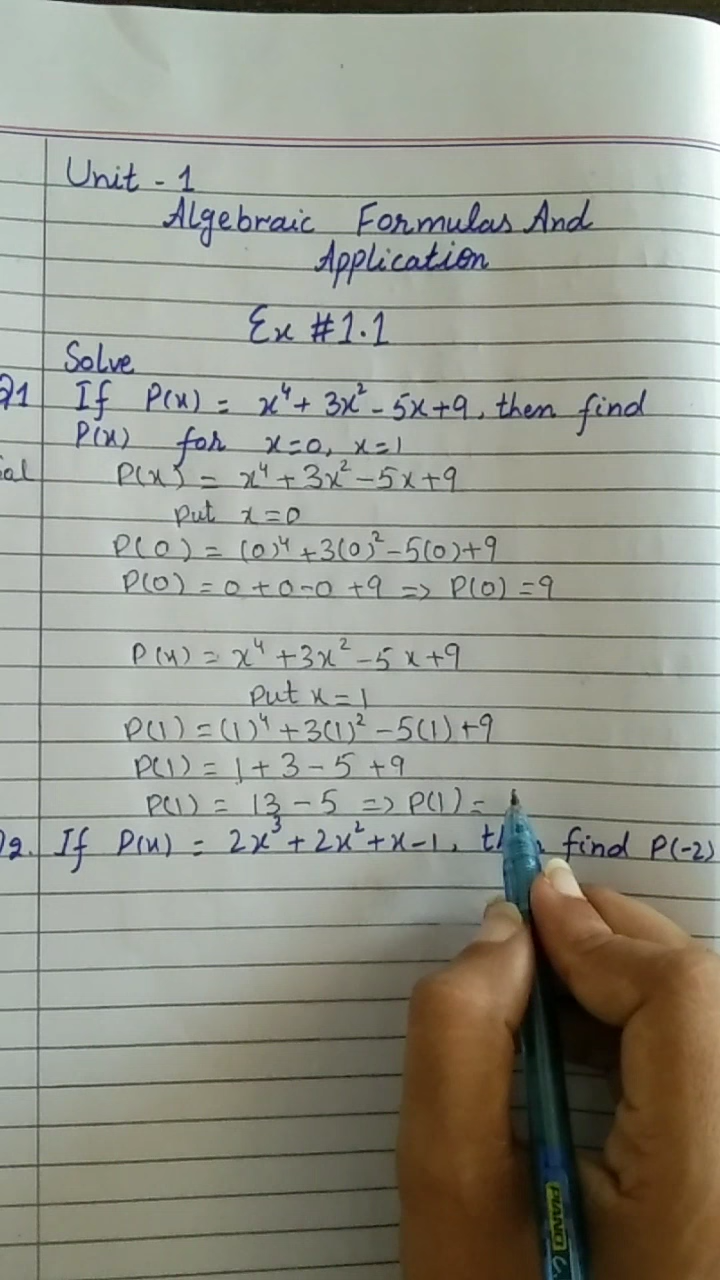 Unit - 1
Algebraic Formulas And
Application
Ex #1.1
Solve
Q1 If P(x) = x⁴ + 3x² - 5x + 9, then find
P(x) for x=0, x=1
P(x) = x⁴ + 3x² - 5x + 9
Put x=0
P(0) = (0)⁴ + 3(0)² - 5(0) + 9
P(0) = 0 + 0 - 0 + 9 => P(0) = 9
P(x) = x⁴ + 3x² - 5x + 9
Put x = 1
P(1) = (1)⁴ + 3(1)² - 5(1) + 9
P(1) = 1 + 3 - 5 + 9
P(1) = 13 - 5 => P(1) =
Q2. If P(x) = 2x³ + 2x² + x - 1, find P(-2)
PIANO